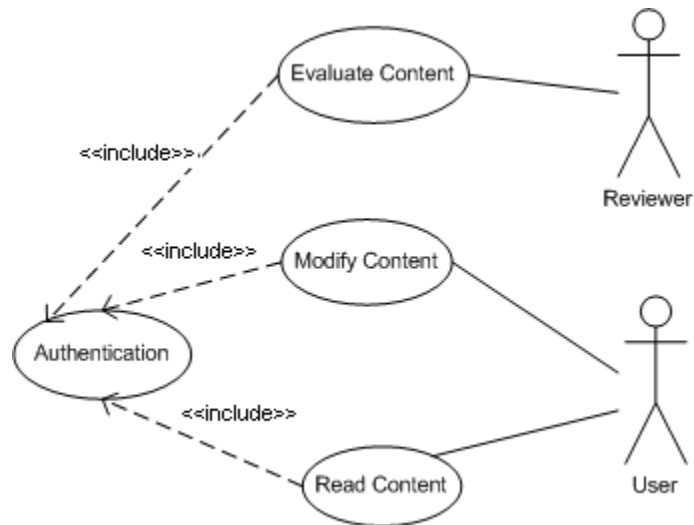 Evaluate Content
<<include>>
Reviewer
<<include>>
Modify Content
Authentication
<<include>>
Read Content
User